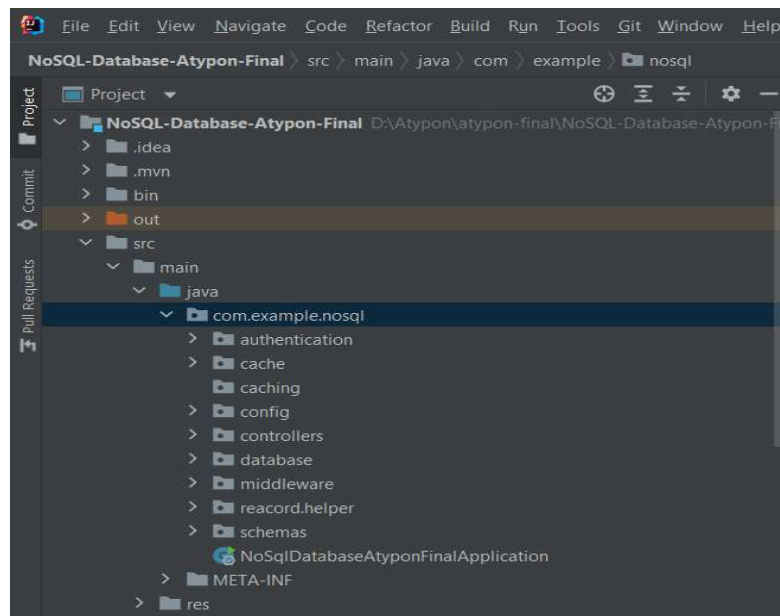 File Edit View Navigate Code Refactor Build Run Tools Git Window Help
NoSQL-Database-Atypon-Final src main java com example nosql
Project
Project
NoSQL-Database-Atypon-Final D:\Atypon\atypon-final\NoSQL-Database-Atypon-F
.idea
.mvn
bin
out
src
main
java
com.example.nosql
authentication
cache
caching
config
controllers
database
middleware
reacord.helper
schemas
NoSqlDatabaseAtyponFinalApplication
META-INF
res
Commit
Pull Requests